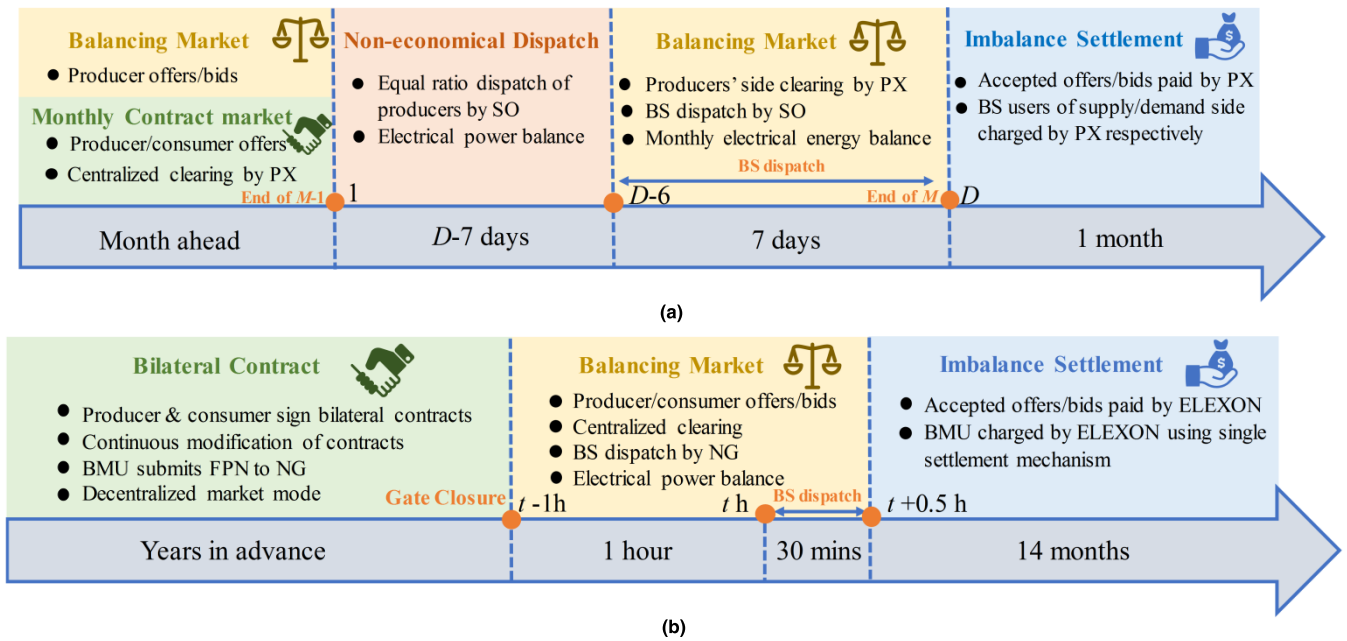 Balancing Market
● Producer offers/bids
Monthly Contract market
● Producer/consumer offers
● Centralized clearing by PX
End of M-1
1
Month ahead
Non-economical Dispatch
● Equal ratio dispatch of
producers by SO
● Electrical power balance
D-7 days
Balancing Market
● Producers' side clearing by PX
● BS dispatch by SO
● Monthly electrical energy balance
BS dispatch
D-6
End of M
7 days
Imbalance Settlement
$
● Accepted offers/bids paid by PX
● BS users of supply/demand side
charged by PX respectively
D
1 month
(a)
Bilateral Contract
● Producer & consumer sign bilateral contracts
● Continuous modification of contracts
● BMU submits FPN to NG
● Decentralized market mode
Gate Closure
t -1h
Years in advance
Balancing Market
● Producer/consumer offers/bids
● Centralized clearing
● BS dispatch by NG
● Electrical power balance
t h
BS dispatch
1 hour
30 mins
Imbalance Settlement
$
● Accepted offers/bids paid by ELEXON
● BMU charged by ELEXON using single
settlement mechanism
t +0.5 h
14 months
(b)